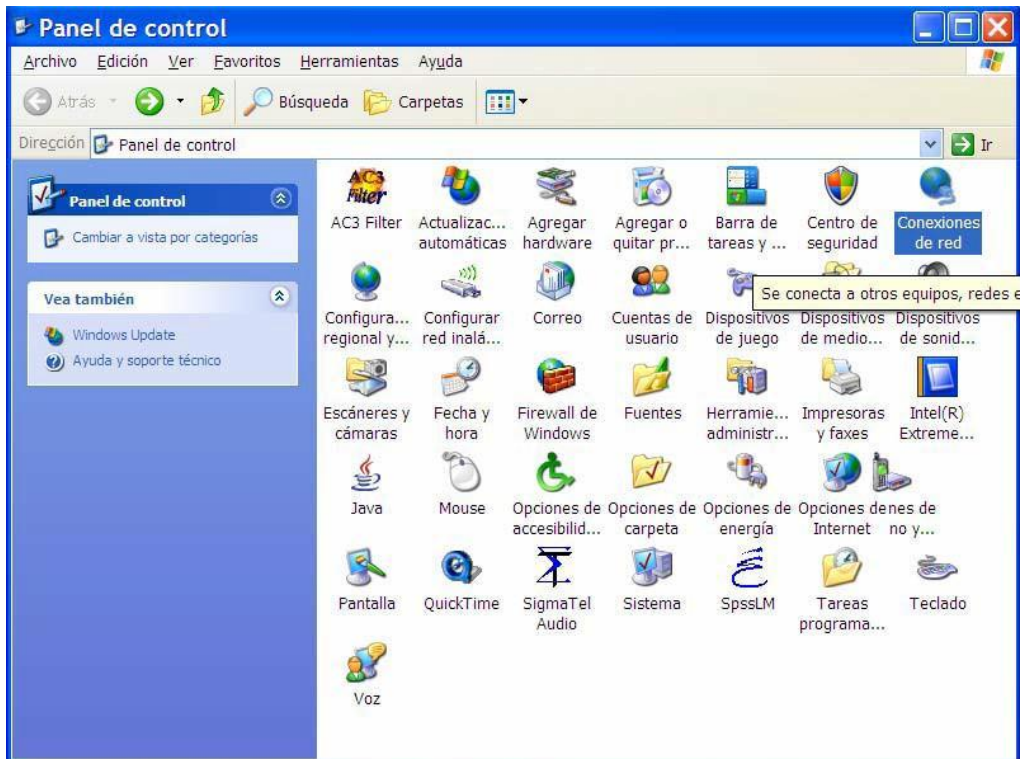 Panel de control
Archivo Edición Ver Favoritos Herramientas Ayuda
Atrás Búsqueda Carpetas
Dirección Panel de control Ir
Panel de control
Cambiar a vista por categorías
Vea también
Windows Update
Ayuda y soporte técnico
AC3 Filter
AC3 Filter Actualizac... Agregar Agregar o Barra de Centro de Conexiones
automáticas hardware quitar pr... tareas y ... seguridad de red
Se conecta a otros equipos, redes e
Configura... Configurar Correo Cuentas de Dispositivos Dispositivos Dispositivos
regional y... red inalá... usuario de juego de medio... de sonid...
Escáneres y Fecha y Firewall de Fuentes Herramie... Impresoras Intel(R)
cámaras hora Windows administr... y faxes Extreme...
Java Mouse Opciones de Opciones de Opciones de Opciones de nes de
accesibilid... carpeta energía Internet no y...
Pantalla QuickTime SigmaTel Sistema SpssLM Tareas Teclado
Audio programa...
Voz